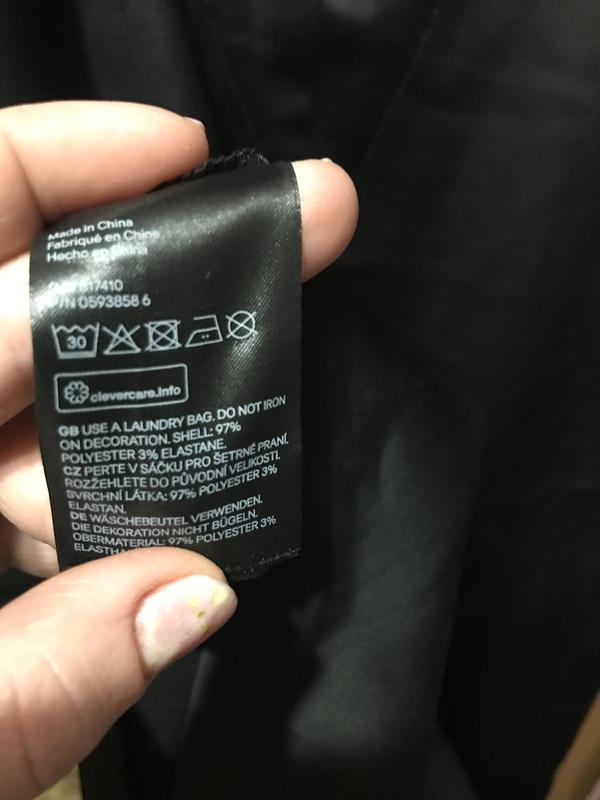 Made in China
Fabriqué en Chine
Hecho en China
817410
P/N 0593858 6
30
clevercare.info
GB USE A LAUNDRY BAG. DO NOT IRON
ON DECORATION. SHELL: 97%
POLYESTER 3% ELASTANE.
CZ PERTE V SÁČKU PRO ŠETRNÉ PRANÍ.
ROZŽEHLETE DO PŮVODNÍ VELIKOSTI.
SVRCHNÍ LÁTKA: 97% POLYESTER 3%
ELASTAN.
DE WÄSCHEBEUTEL VERWENDEN.
DIE DEKORATION NICHT BÜGELN.
OBERMATERIAL: 97% POLYESTER 3%